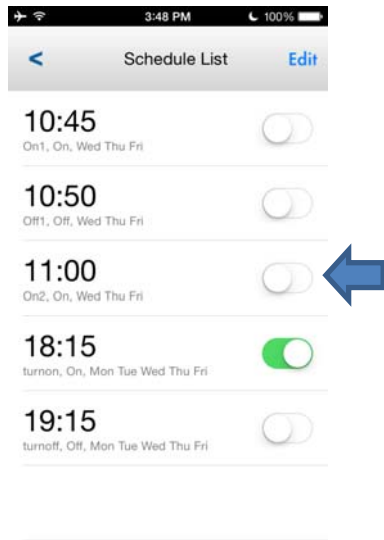 3:48 PM 100%
< Schedule List Edit
10:45
On1, On, Wed Thu Fri
10:50
Off1, Off, Wed Thu Fri
11:00
On2, On, Wed Thu Fri
18:15
turnon, On, Mon Tue Wed Thu Fri
19:15
turnoff, Off, Mon Tue Wed Thu Fri